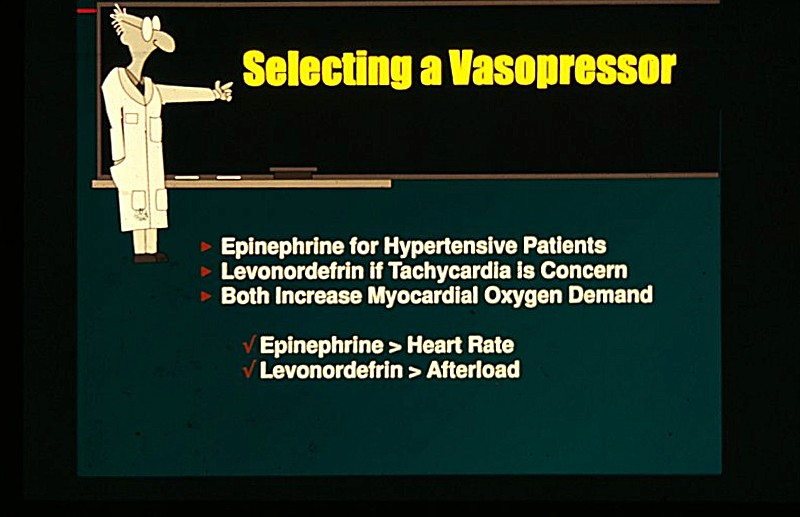 Selecting a Vasopressor
► Epinephrine for Hypertensive Patients
► Levonordefrin if Tachycardia is Concern
► Both Increase Myocardial Oxygen Demand
√ Epinephrine > Heart Rate
√ Levonordefrin > Afterload